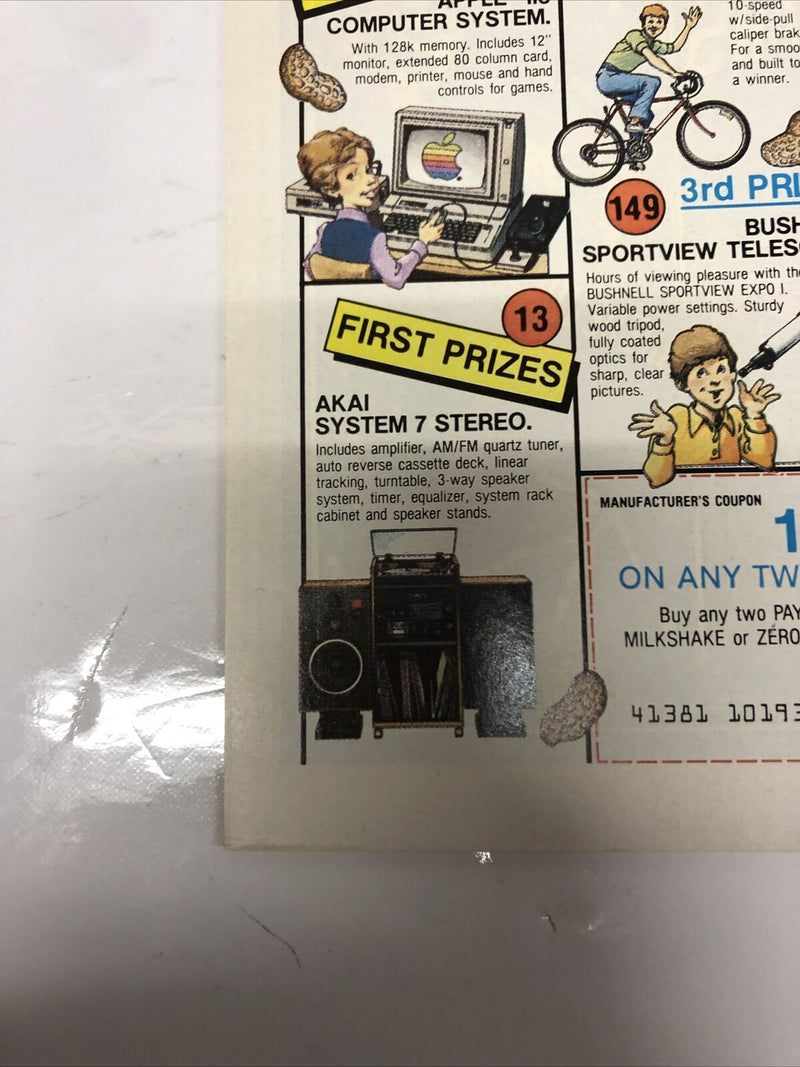 COMPUTER SYSTEM.
With 128k memory. Includes 12"
monitor, extended 80 column card,
modem, printer, mouse and hand
controls for games.
13
FIRST PRIZES
AKAI
SYSTEM 7 STEREO.
Includes amplifier, AM/FM quartz tuner,
auto reverse cassette deck, linear
tracking, turntable, 3-way speaker
system, timer, equalizer, system rack
cabinet and speaker stands.
10-speed
w/side-pull
caliper brak
For a smoo
and built to
a winner.
149
3rd PRI
BUSH
SPORTVIEW TELES
Hours of viewing pleasure with the
BUSHNELL SPORTVIEW EXPO I.
Variable power settings. Sturdy
wood tripod,
fully coated
optics for
sharp, clear
pictures.
MANUFACTURER'S COUPON
1
ON ANY TW
Buy any two PAY
MILKSHAKE or ZERO
41381 10193